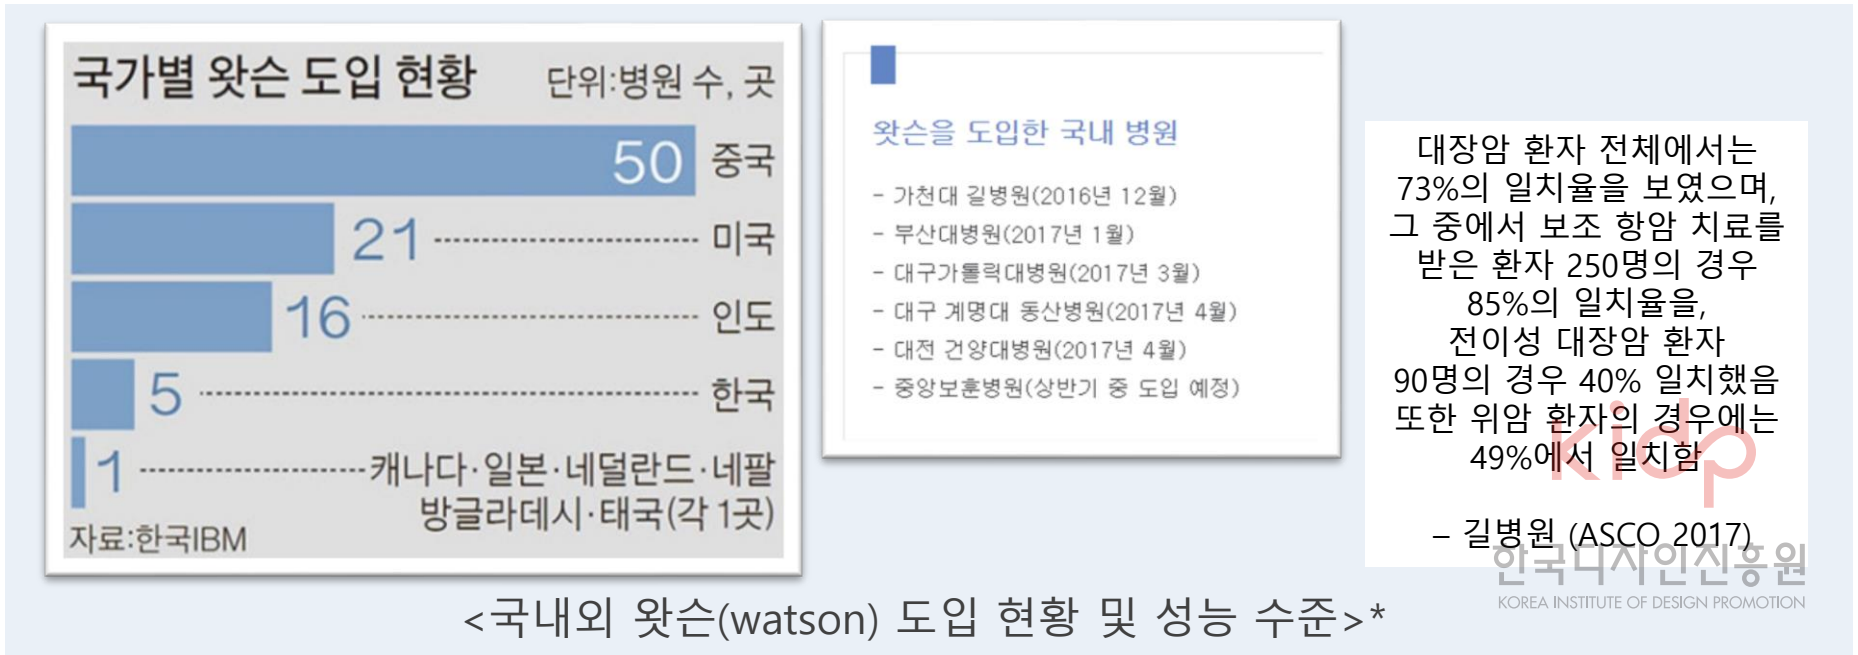 국가별 왓슨 도입 현황 단위:병원 수, 곳
50 중국
21 미국
16 인도
5 한국
1 캐나다·일본·네덜란드·네팔
방글라데시·태국(각 1곳)
자료:한국IBM
왓슨을 도입한 국내 병원
- 가천대 길병원(2016년 12월)
- 부산대병원(2017년 1월)
- 대구가톨릭대병원(2017년 3월)
- 대구 계명대 동산병원(2017년 4월)
- 대전 건양대병원(2017년 4월)
- 중앙보훈병원(상반기 중 도입 예정)
대장암 환자 전체에서는
73%의 일치율을 보였으며,
그 중에서 보조 항암 치료를
받은 환자 250명의 경우
85%의 일치율을,
전이성 대장암 환자
90명의 경우 40% 일치했음
또한 위암 환자의 경우에는
49%에서 일치함
– 길병원 (ASCO 2017)
kidp
한국디자인진흥원
KOREA INSTITUTE OF DESIGN PROMOTION
<국내외 왓슨(watson) 도입 현황 및 성능 수준>*